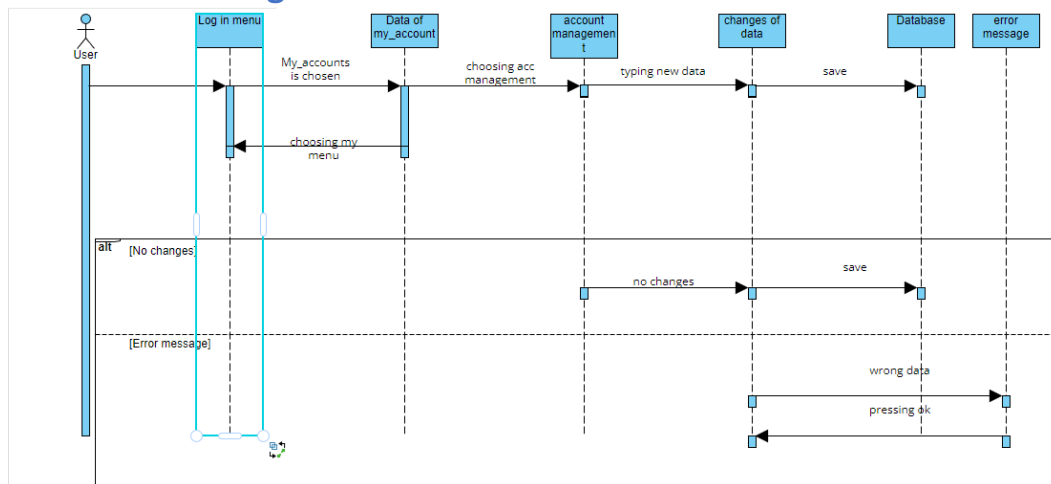 Log in menu
Data of
my_account
account
managemen
t
changes of
data
Database
error
message
User
My_accounts
is chosen
choosing acc
management
typing new data
save
choosing my
menu
alt
[No changes]
no changes
save
[Error message]
wrong data
pressing ok